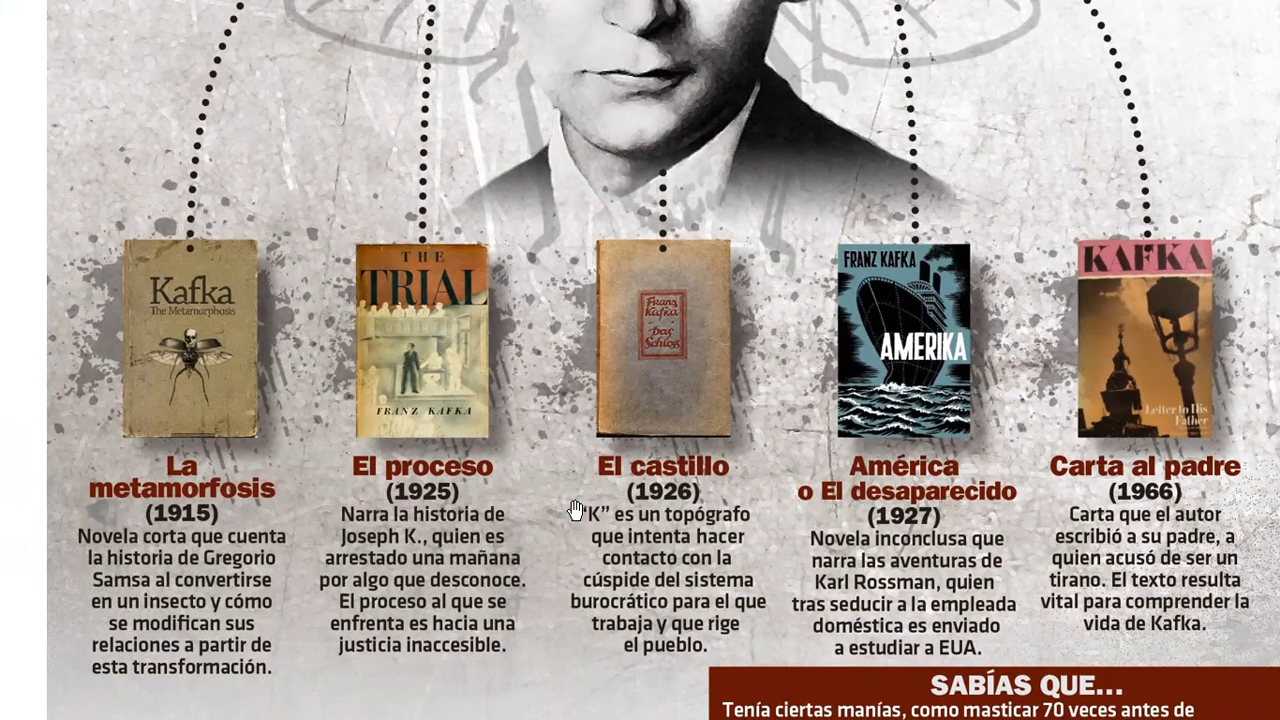 Kafka
The Metamorphosis
La
metamorfosis
(1915)
Novela corta que cuenta
la historia de Gregorio
Samsa al convertirse
en un insecto y cómo
se modifican sus
relaciones a partir de
esta transformación.
THE
TRIAL
FRANZ KAFKA
El proceso
(1925)
Narra la historia de
Joseph K., quien es
arrestado una mañana
por algo que desconoce.
El proceso al que se
enfrenta es hacia una
justicia inaccesible.
Franz
Kafka
Das
Schloss
El castillo
(1926)
“K” es un topógrafo
que intenta hacer
contacto con la
cúspide del sistema
burocrático para el que
trabaja y que rige
el pueblo.
FRANZ KAFKA
AMERIKA
América
o El desaparecido
(1927)
Novela inconclusa que
narra las aventuras de
Karl Rossman, quien
tras seducir a la empleada
doméstica es enviado
a estudiar a EUA.
KAFKA
Letter to His
Father
Carta al padre
(1966)
Carta que el autor
escribió a su padre, a
quien acusó de ser un
tirano. El texto resulta
vital para comprender la
vida de Kafka.
SABÍAS QUE...
Tenía ciertas manías, como masticar 70 veces antes de